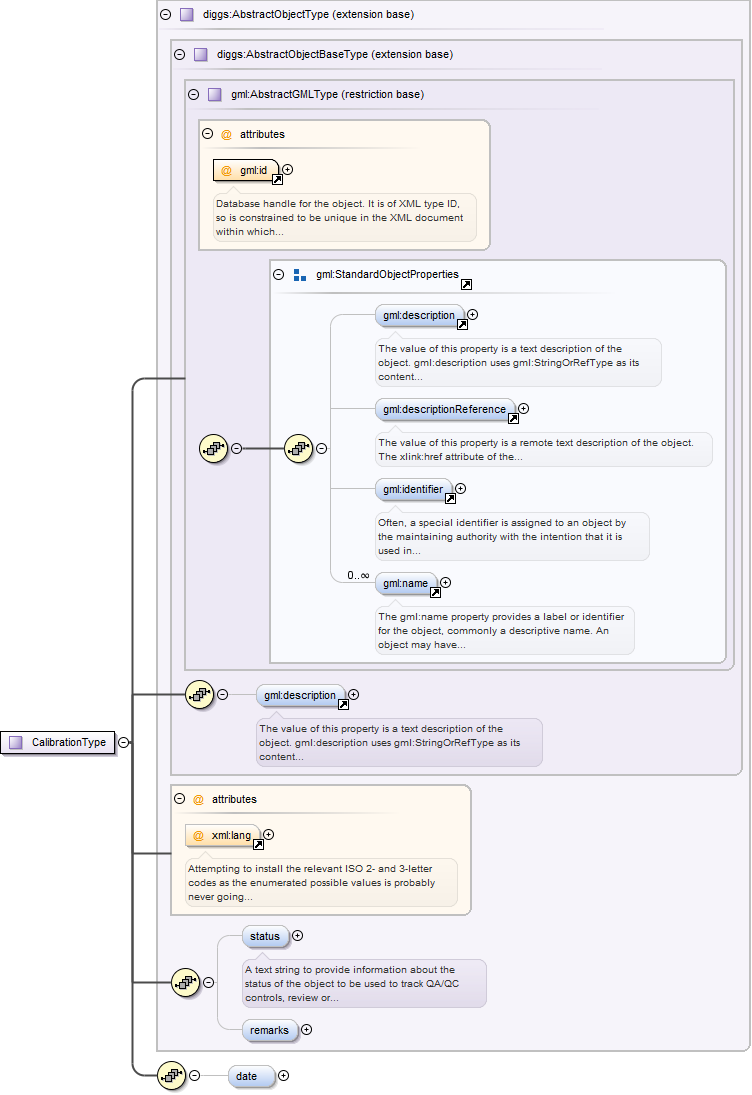 diggs:AbstractObjectType (extension base)
diggs:AbstractObjectBaseType (extension base)
gml:AbstractGMLType (restriction base)
@ attributes
@ gml:id
Database handle for the object. It is of XML type ID,
so is constrained to be unique in the XML document
within which...
gml:StandardObjectProperties
gml:description
The value of this property is a text description of the
object. gml:description uses gml:StringOrRefType as its
content...
gml:descriptionReference
The value of this property is a remote text description of the object.
The xlink:href attribute of the...
gml:identifier
Often, a special identifier is assigned to an object by
the maintaining authority with the intention that it is
used in...
0..∞
gml:name
The gml:name property provides a label or identifier
for the object, commonly a descriptive name. An
object may have...
gml:description
The value of this property is a text description of the
object. gml:description uses gml:StringOrRefType as its
content...
CalibrationType
@ attributes
@ xml:lang
Attempting to install the relevant ISO 2- and 3-letter
codes as the enumerated possible values is probably
never going...
status
A text string to provide information about the
status of the object to be used to track QA/QC
controls, review or...
remarks
date